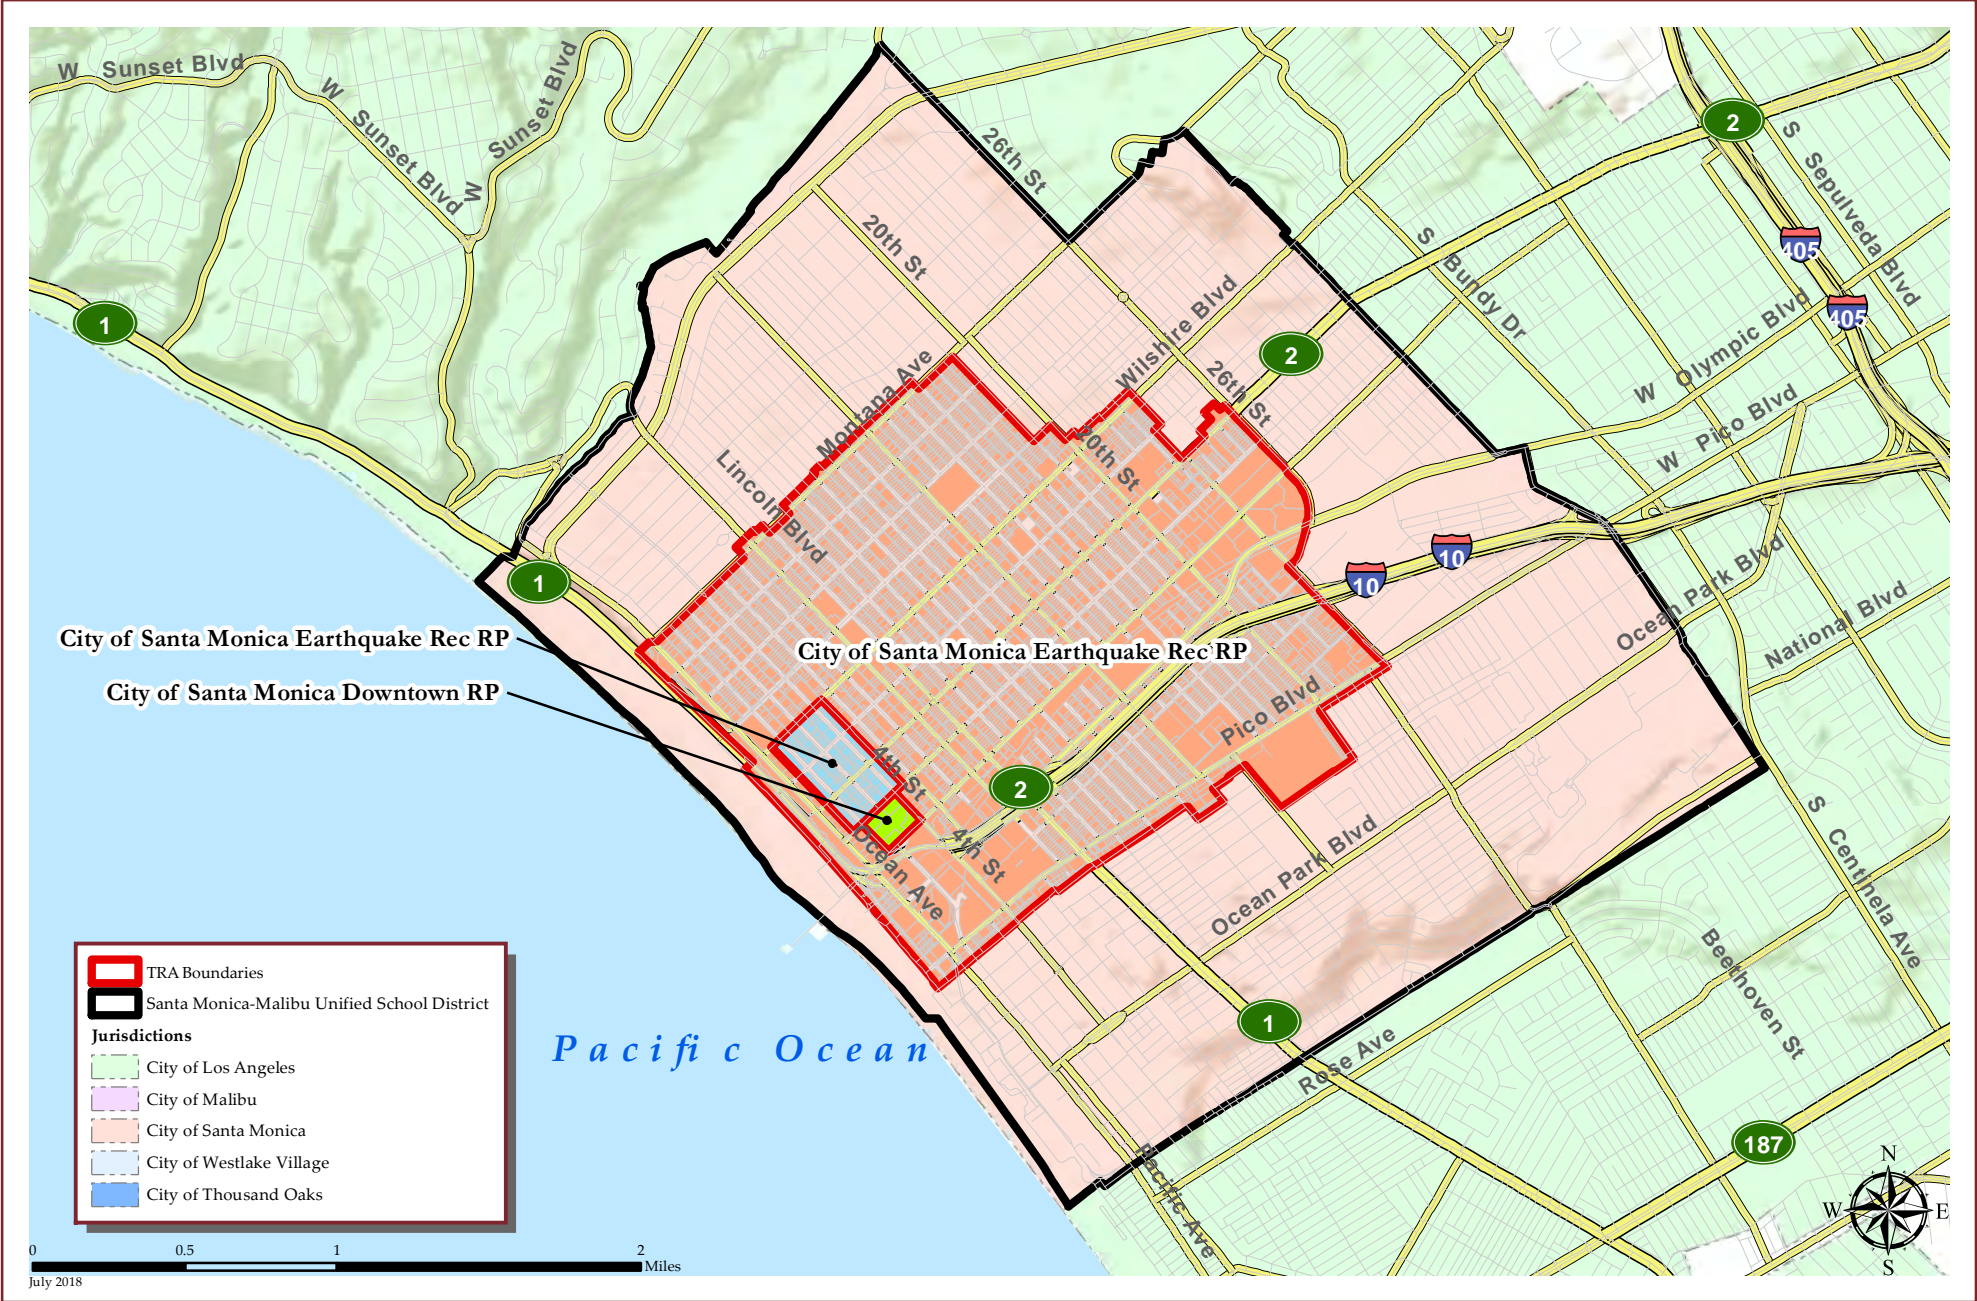 W Sunset Blvd
W Sunset Blvd
W Sunset Blvd
26th St
2
S Sepulveda Blvd
405
20th St
S Bundy Dr
1
405
Wilshire Blvd
2
W Olympic Blvd
Montana Ave
26th St
W Pico Blvd
20th St
Lincoln Blvd
10
10
1
Ocean Park Blvd
National Blvd
City of Santa Monica Earthquake Rec RP
City of Santa Monica Earthquake Rec RP
City of Santa Monica Downtown RP
Pico Blvd
4th St
2
4th St
Ocean Ave
Ocean Park Blvd
S Centinela Ave
Beethoven St
1
Rose Ave
Pacific Ocean
187
Pacific Ave
TRA Boundaries
Santa Monica-Malibu Unified School District
Jurisdictions
City of Los Angeles
City of Malibu
City of Santa Monica
City of Westlake Village
City of Thousand Oaks
0 0.5 1 2
Miles
July 2018
N
W E
S